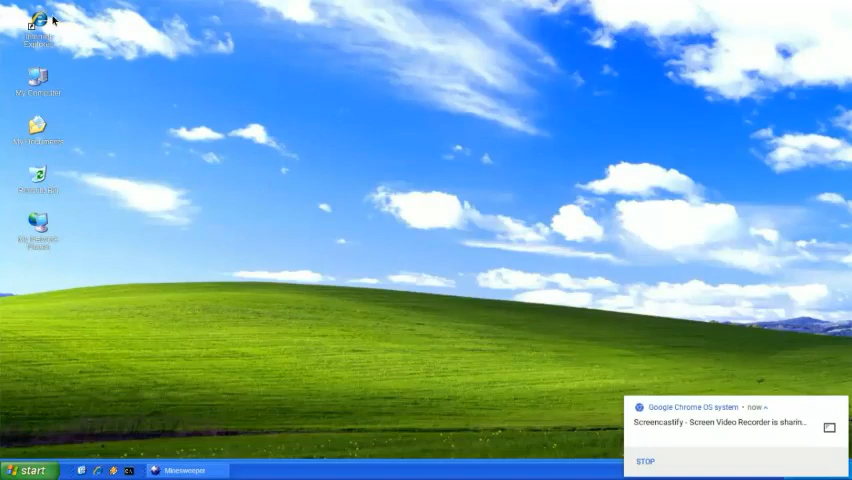 Internet
Explorer
My Computer
My Documents
Recycle Bin
My Network
Places
Google Chrome OS system • now
Screencastify - Screen Video Recorder is sharin...
STOP
start
Minesweeper